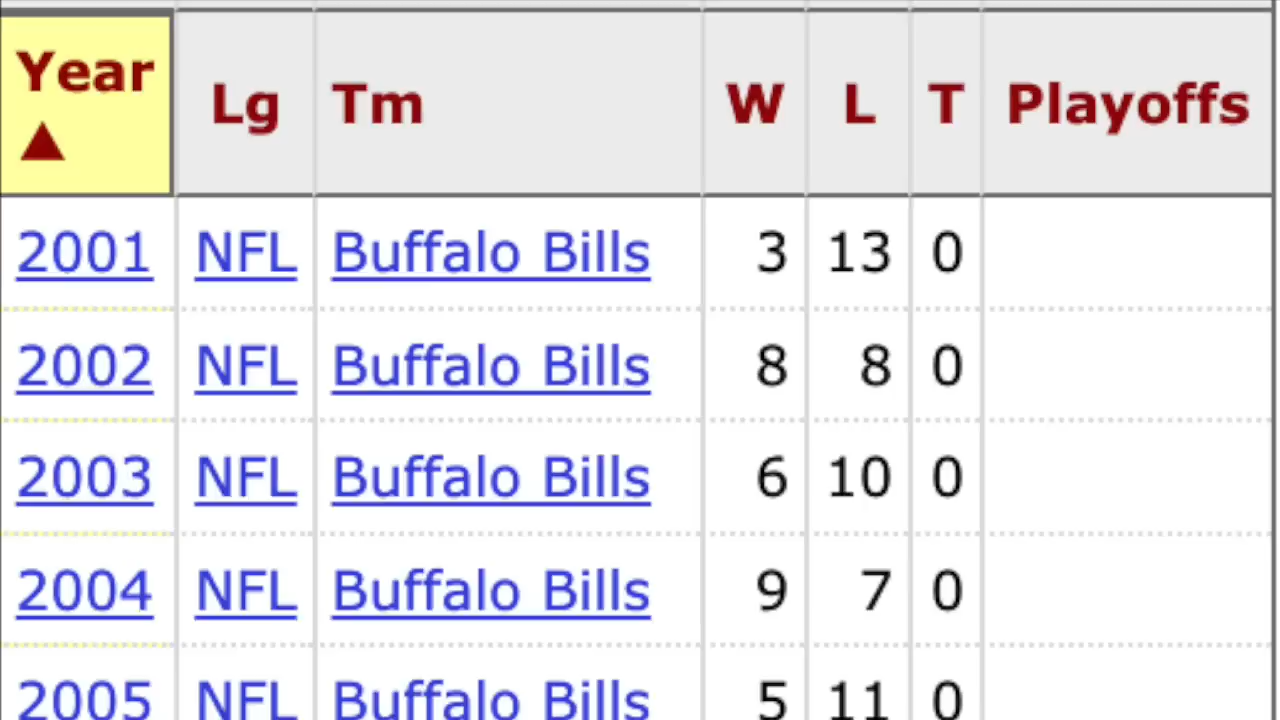 Year ▲ Lg Tm W L T Playoffs
2001 NFL Buffalo Bills 3 13 0
2002 NFL Buffalo Bills 8 8 0
2003 NFL Buffalo Bills 6 10 0
2004 NFL Buffalo Bills 9 7 0
2005 NFL Buffalo Bills 5 11 0